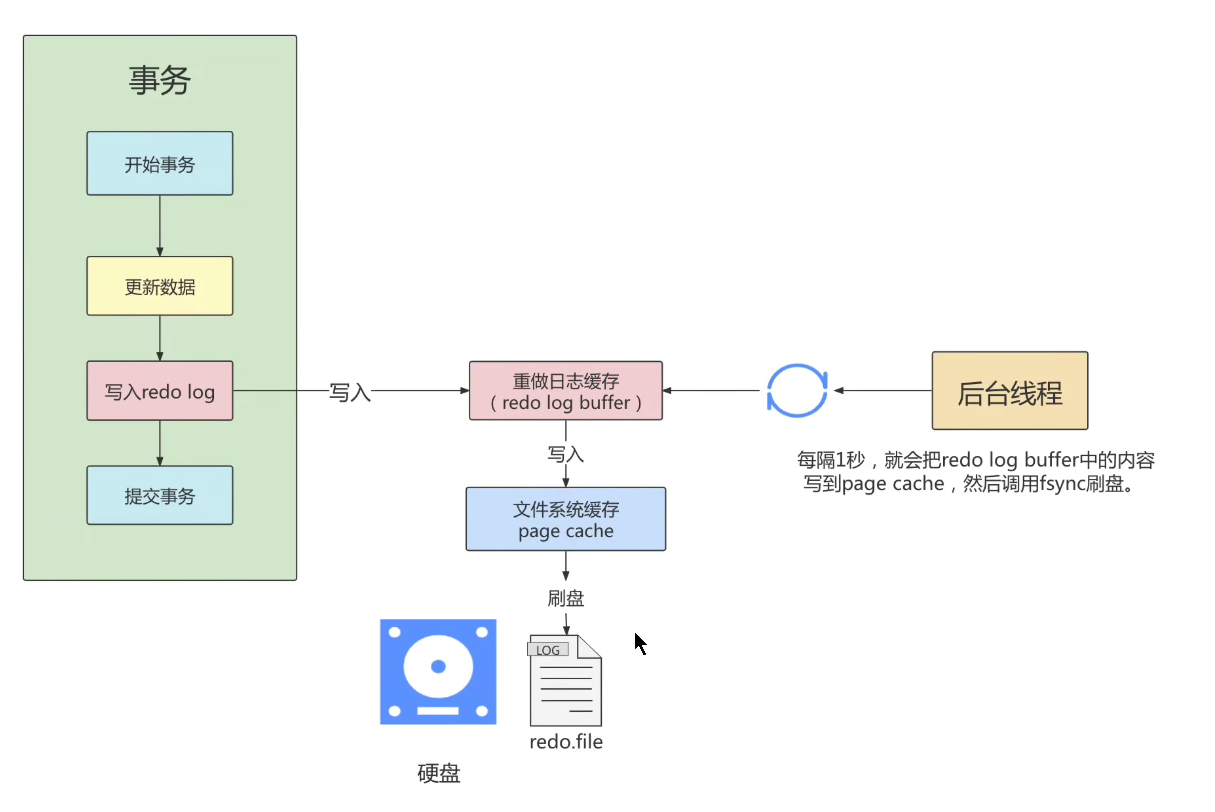 事务
开始事务
更新数据
写入redo log
提交事务
写入
重做日志缓存
（ redo log buffer ）
写入
文件系统缓存
page cache
刷盘
LOG
redo.file
硬盘
后台线程
每隔1秒，就会把redo log buffer中的内容
写到page cache，然后调用fsync刷盘。